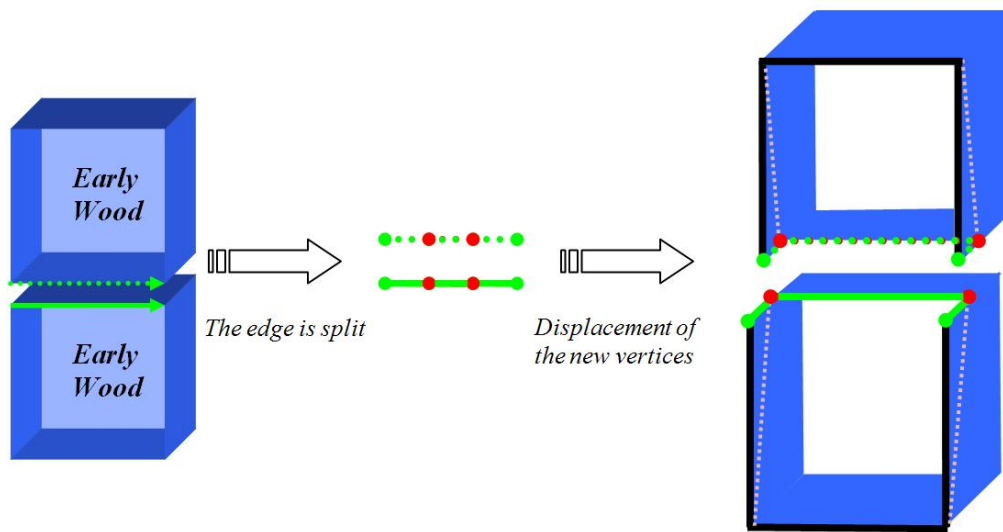 Early
Wood
Early
Wood
The edge is split
Displacement of
the new vertices